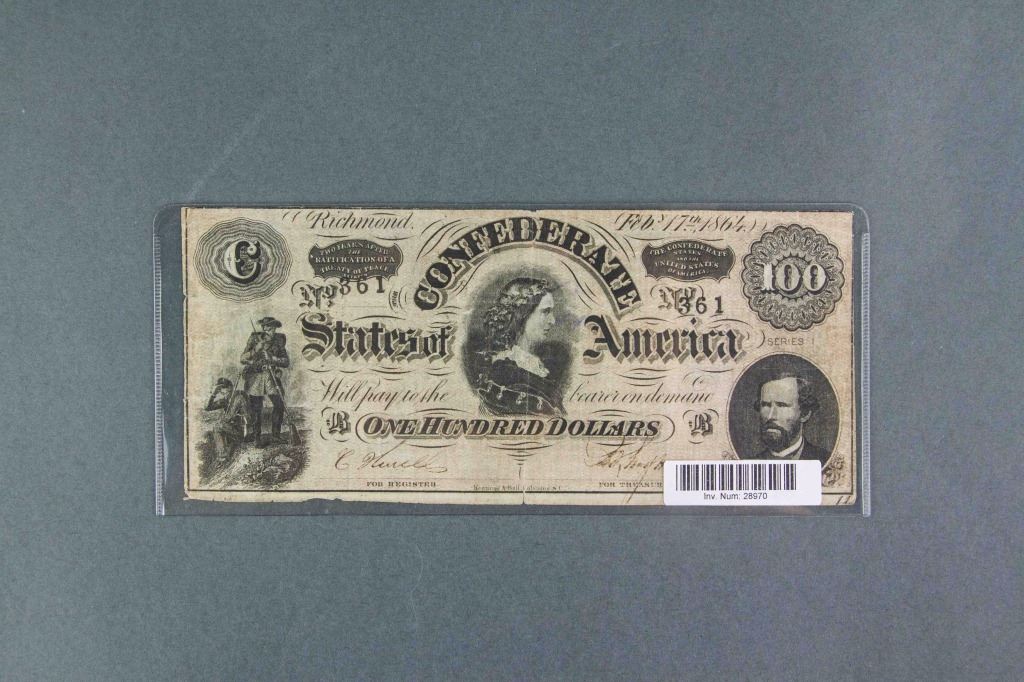 Richmond. Feby 17th 1864.
C
TWO YEARS AFTER
THE
RATIFICATION OF A
TREATY OF PEACE
CONFEDERATE
THE CONFEDERATE
STATES
AND THE
UNITED STATES
OF AMERICA.
100
No 361
No 361
States of America
SERIES 1
Will pay to the bearer on demand
B ONE HUNDRED DOLLARS B
FOR REGISTER
FOR TREASUR
Inv. Num: 28970